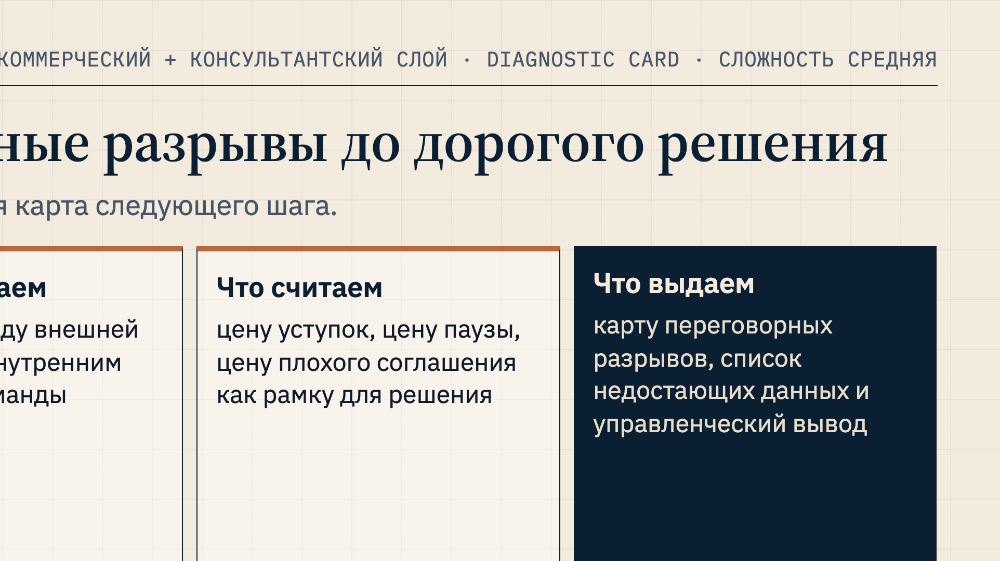 КОММЕРЧЕСКИЙ + КОНСУЛЬТАНТСКИЙ СЛОЙ · DIAGNOSTIC CARD · СЛОЖНОСТЬ СРЕДНЯЯ
ные разрывы до дорогого решения
я карта следующего шага.
аем
ду внешней
нутренним
манды
Что считаем
цену уступок, цену паузы,
цену плохого соглашения
как рамку для решения
Что выдаем
карту переговорных
разрывов, список
недостающих данных и
управленческий вывод